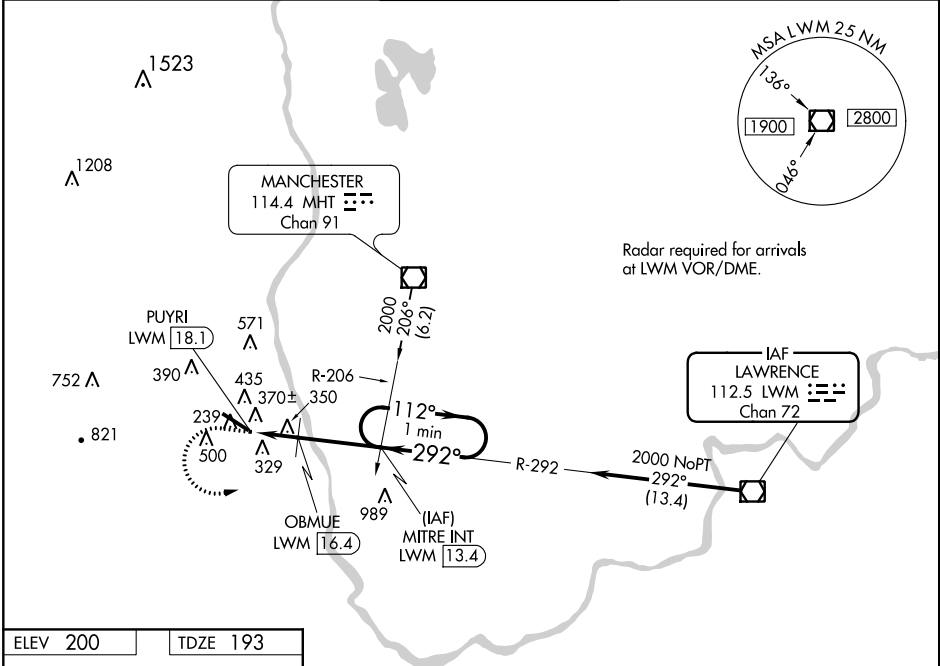 1523
MSA LWM 25 NM
136°
1900
2800
046°
1208
MANCHESTER
114.4 MHT
Chan 91
Radar required for arrivals
at LWM VOR/DME.
2000
206°
(6.2)
PUYRI
LWM 18.1
571
IAF
LAWRENCE
112.5 LWM
Chan 72
752
390
435
R-206
370±
350
239
112°
1 min
292°
821
500
329
R-292
2000 NoPT
292°
(13.4)
989
OBMUE
LWM 16.4
(IAF)
MITRE INT
LWM 13.4
ELEV 200
TDZE 193